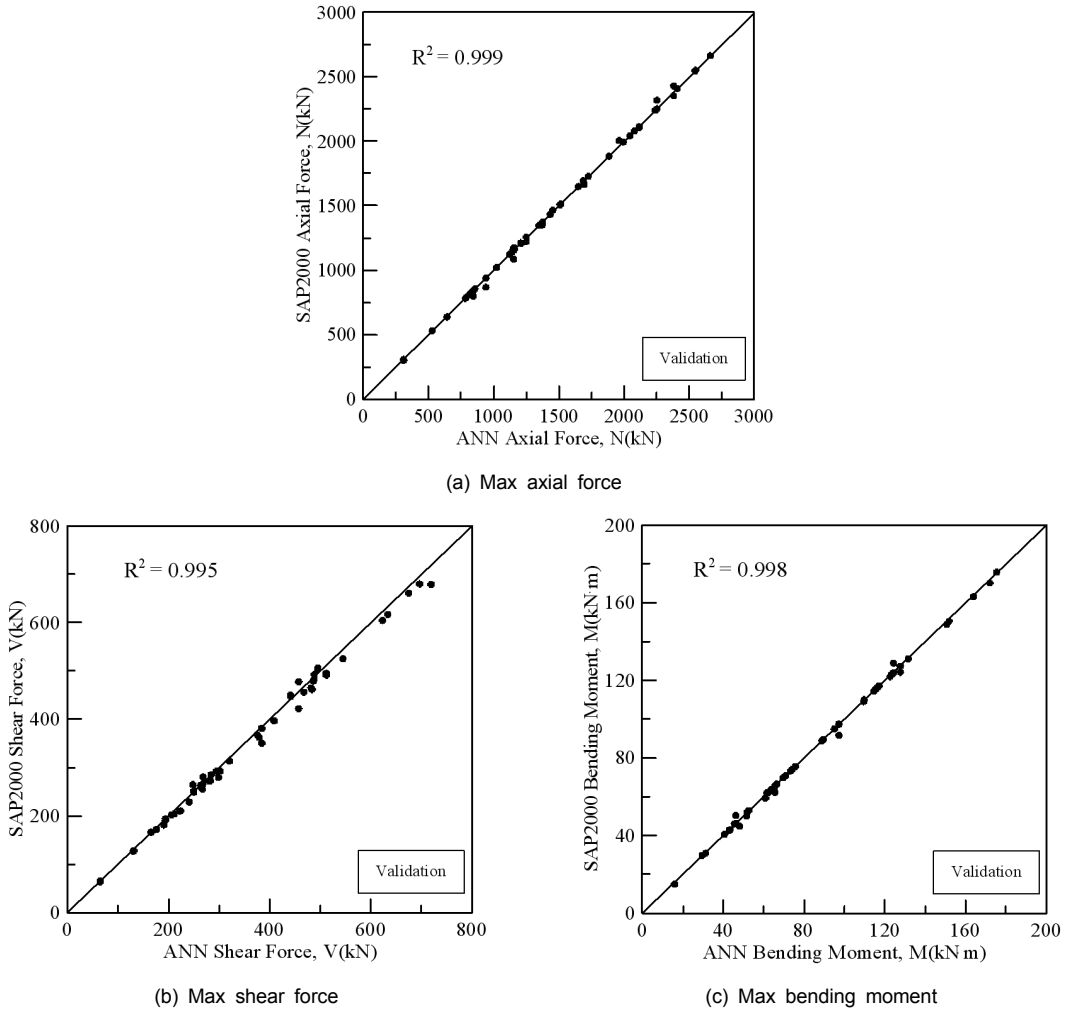 3000
R² = 0.999
2500
2000
1500
1000
500
0
SAP2000 Axial Force, N(kN)
Validation
0 500 1000 1500 2000 2500 3000
ANN Axial Force, N(kN)
(a) Max axial force
800
R² = 0.995
600
400
200
0
SAP2000 Shear Force, V(kN)
Validation
0 200 400 600 800
ANN Shear Force, V(kN)
(b) Max shear force
200
R² = 0.998
160
120
80
40
0
SAP2000 Bending Moment, M(kN·m)
Validation
0 40 80 120 160 200
ANN Bending Moment, M(kN·m)
(c) Max bending moment